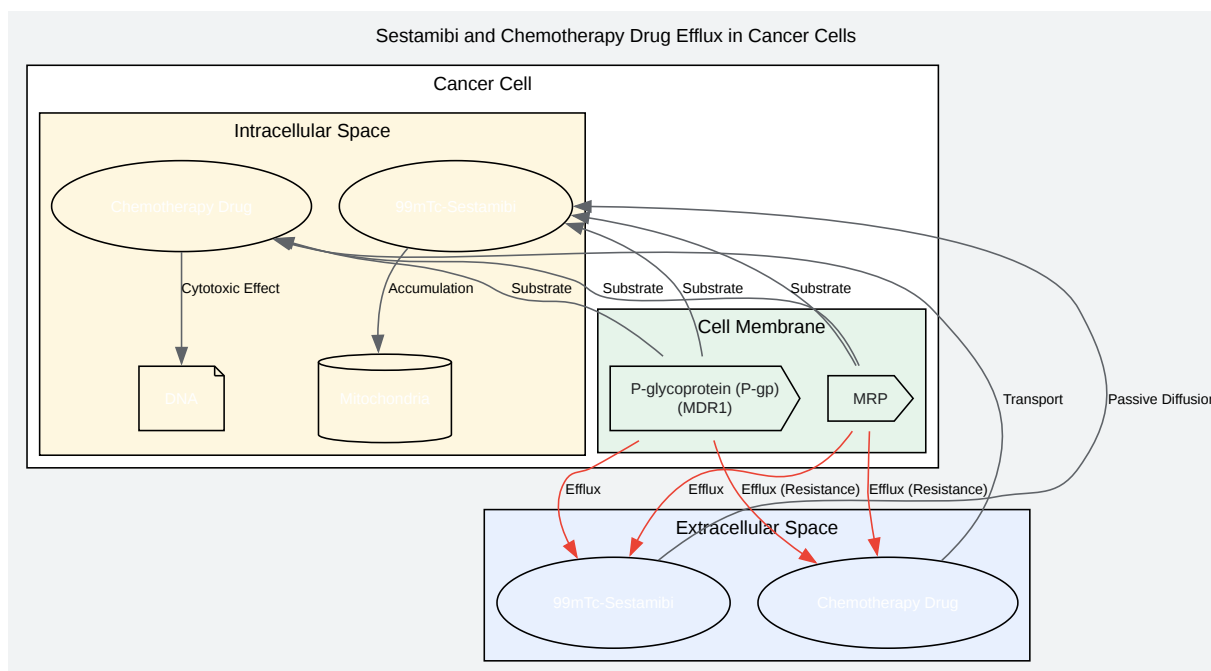 Sestamibi and Chemotherapy Drug Efflux in Cancer Cells
Cancer Cell
Intracellular Space
Chemotherapy Drug
99mTc-Sestamibi
Cytotoxic Effect
Accumulation
Substrate
Substrate
Substrate
Substrate
Cell Membrane
DNA
Mitochondria
P-glycoprotein (P-gp)
(MDR1)
MRP
Transport
Passive Diffusion
Efflux
Efflux
Efflux (Resistance)
Efflux (Resistance)
Extracellular Space
99mTc-Sestamibi
Chemotherapy Drug